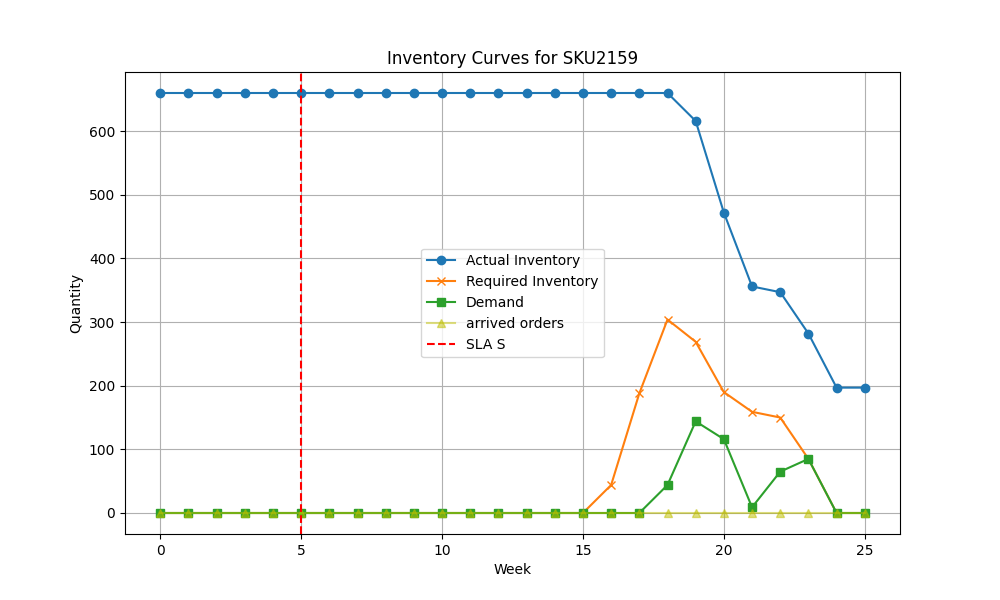 Inventory Curves for SKU2159
Quantity
600
500
400
300
200
100
0
Actual Inventory
Required Inventory
Demand
arrived orders
SLA S
0 5 10 15 20 25
Week